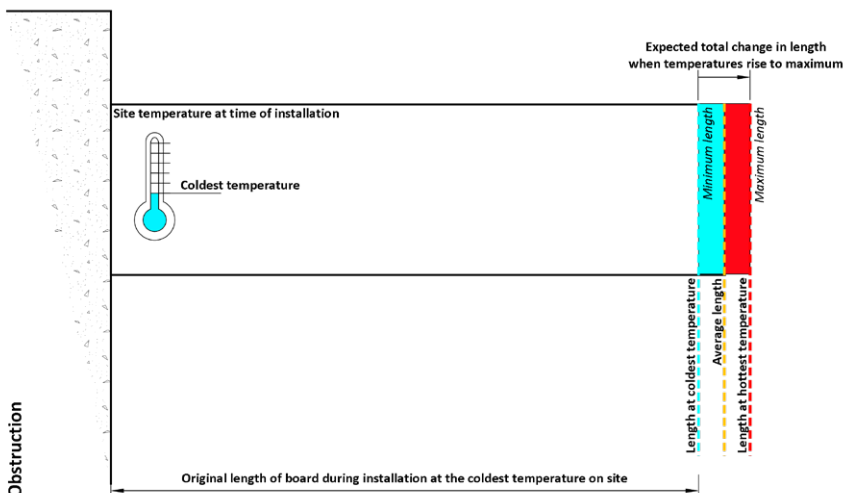 Expected total change in length
when temperatures rise to maximum
Site temperature at time of installation
Coldest temperature
Minimum length
Maximum length
Length at coldest temperature
Average length
Length at hottest temperature
Obstruction
Original length of board during installation at the coldest temperature on site